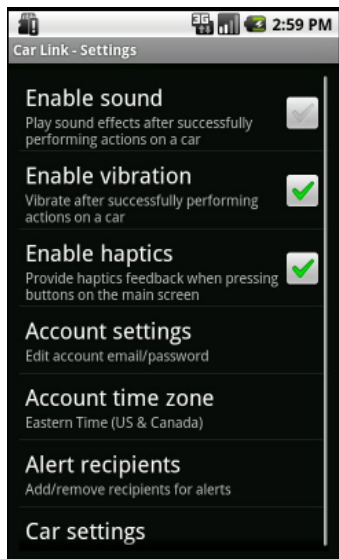 3G 2:59 PM
Car Link - Settings
Enable sound
Play sound effects after successfully
performing actions on a car
Enable vibration
Vibrate after successfully performing
actions on a car
Enable haptics
Provide haptics feedback when pressing
buttons on the main screen
Account settings
Edit account email/password
Account time zone
Eastern Time (US & Canada)
Alert recipients
Add/remove recipients for alerts
Car settings